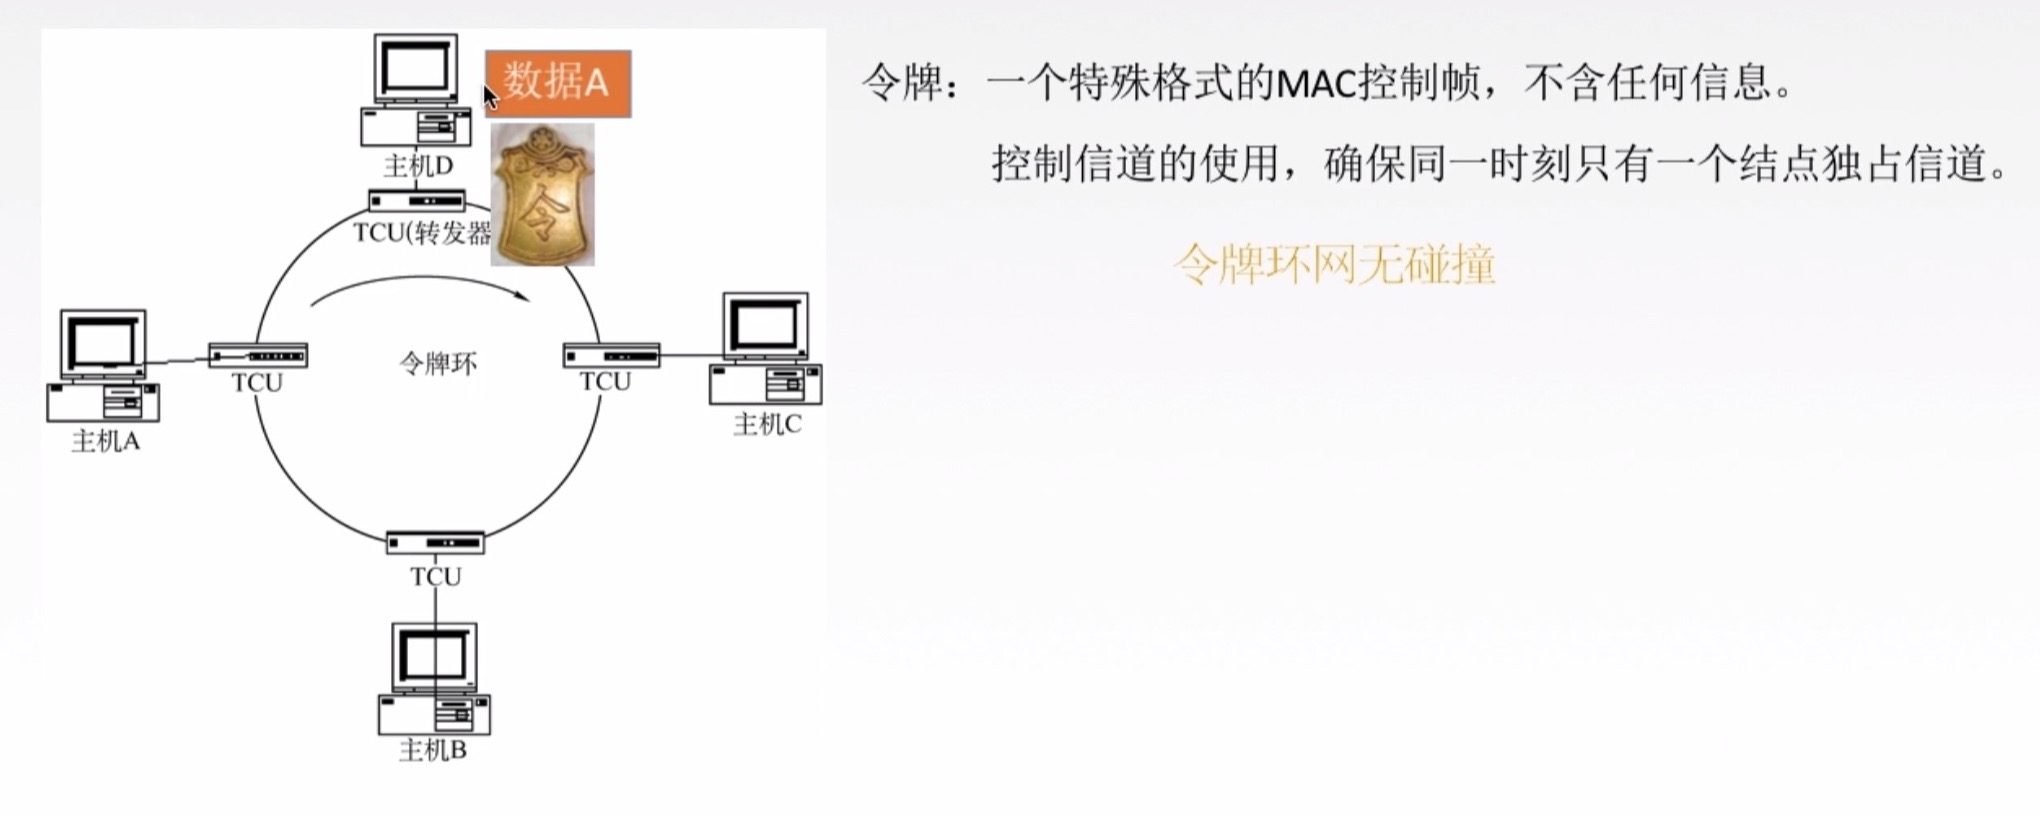 数据A
令
主机D
TCU(转发器
令牌环
TCU
主机A
TCU
主机C
TCU
主机B
令牌：一个特殊格式的MAC控制帧，不含任何信息。
控制信道的使用，确保同一时刻只有一个结点独占信道。
令牌环网无碰撞